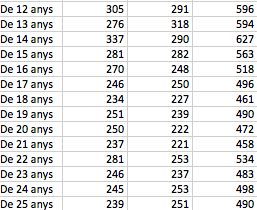 De 12 anys 305 291 596
De 13 anys 276 318 594
De 14 anys 337 290 627
De 15 anys 281 282 563
De 16 anys 270 248 518
De 17 anys 246 250 496
De 18 anys 234 227 461
De 19 anys 251 239 490
De 20 anys 250 222 472
De 21 anys 237 221 458
De 22 anys 281 253 534
De 23 anys 246 237 483
De 24 anys 245 253 498
De 25 anys 239 251 490